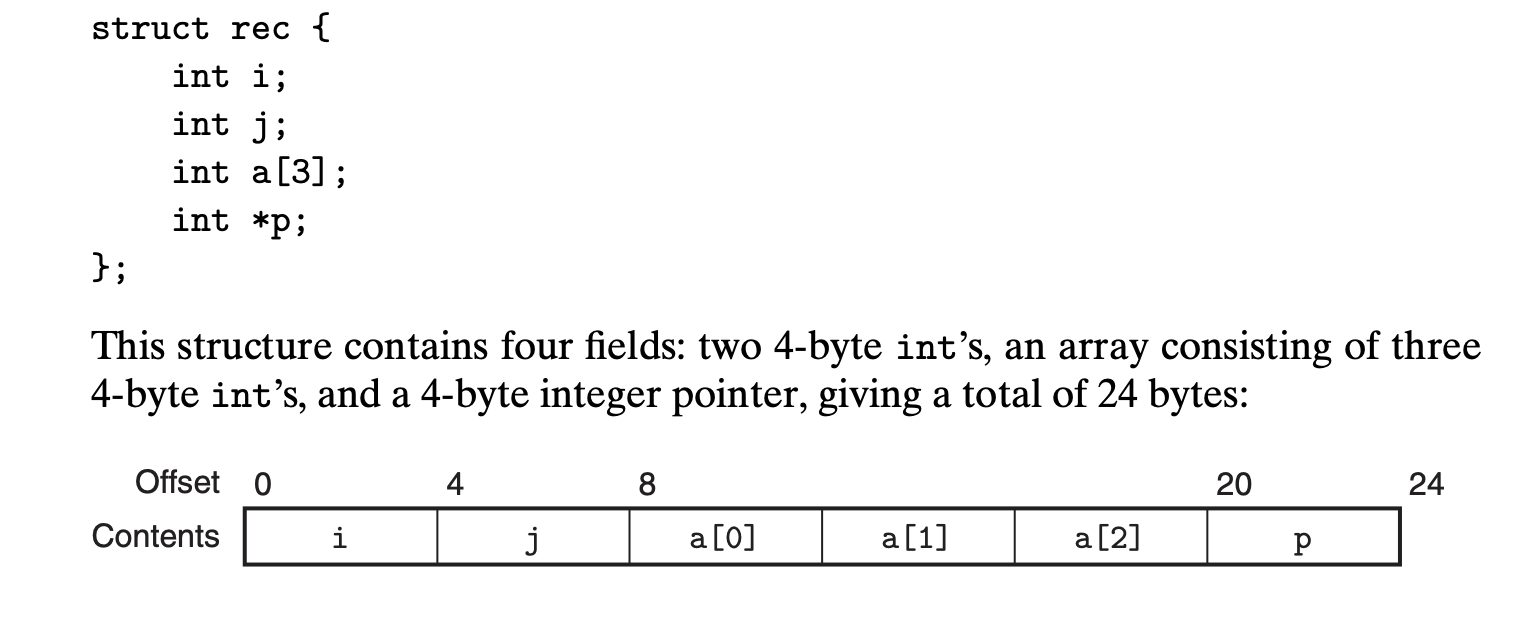 struct rec {
    int i;
    int j;
    int a[3];
    int *p;
};
This structure contains four fields: two 4-byte int’s, an array consisting of three
4-byte int’s, and a 4-byte integer pointer, giving a total of 24 bytes:
Offset 0 4 8 20 24
Contents i j a[0] a[1] a[2] p